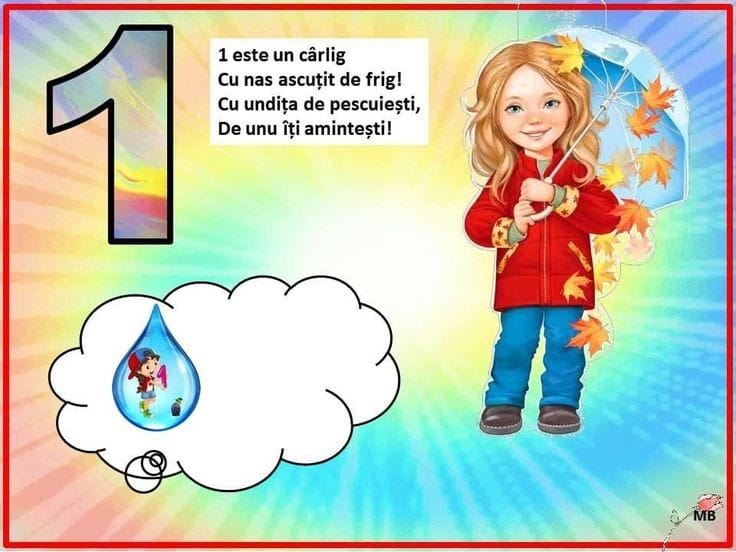 1
1 este un cârlig
Cu nas ascuțit de frig!
Cu undița de pescuiești,
De unu îți amintești!
1
MB